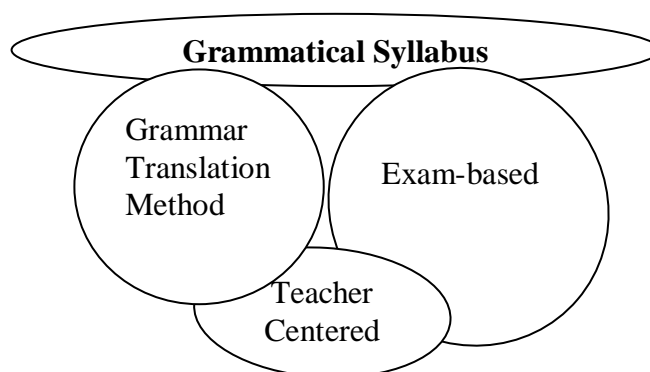 Grammatical Syllabus
Grammar
Translation
Method
Exam-based
Teacher
Centered